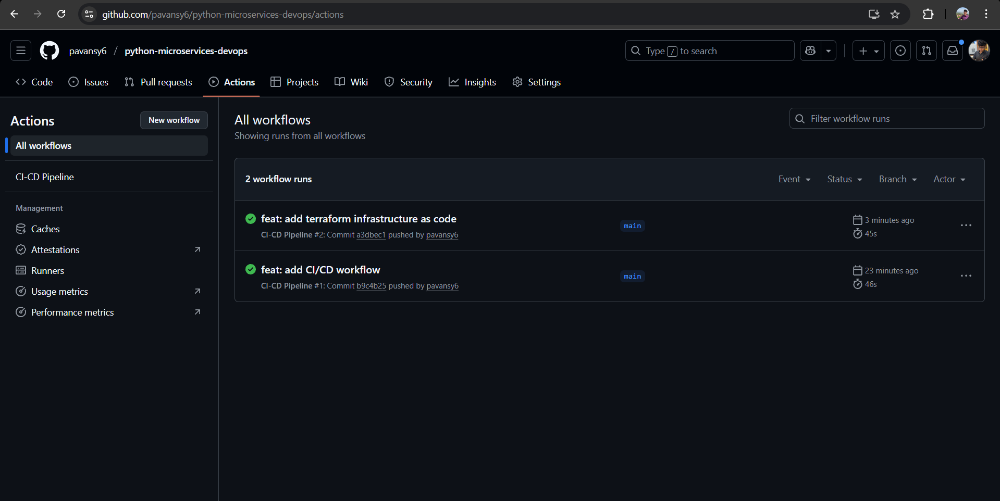 github.com/pavansy6/python-microservices-devops/actions
pavansy6 / python-microservices-devops
Type / to search
Code Issues Pull requests Actions Projects Wiki Security Insights Settings
Actions
New workflow
All workflows
CI-CD Pipeline
Management
Caches
Attestations
Runners
Usage metrics
Performance metrics
All workflows
Showing runs from all workflows
Filter workflow runs
2 workflow runs
Event Status Branch Actor
feat: add terraform infrastructure as code
CI-CD Pipeline #2: Commit a3dbec1 pushed by pavansy6
main
3 minutes ago
45s
feat: add CI/CD workflow
CI-CD Pipeline #1: Commit b9c4b25 pushed by pavansy6
main
23 minutes ago
46s